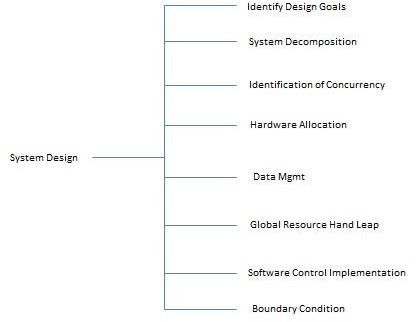 Identify Design Goals
System Decomposition
Identification of Concurrency
Hardware Allocation
System Design
Data Mgmt
Global Resource Hand Leap
Software Control Implementation
Boundary Condition